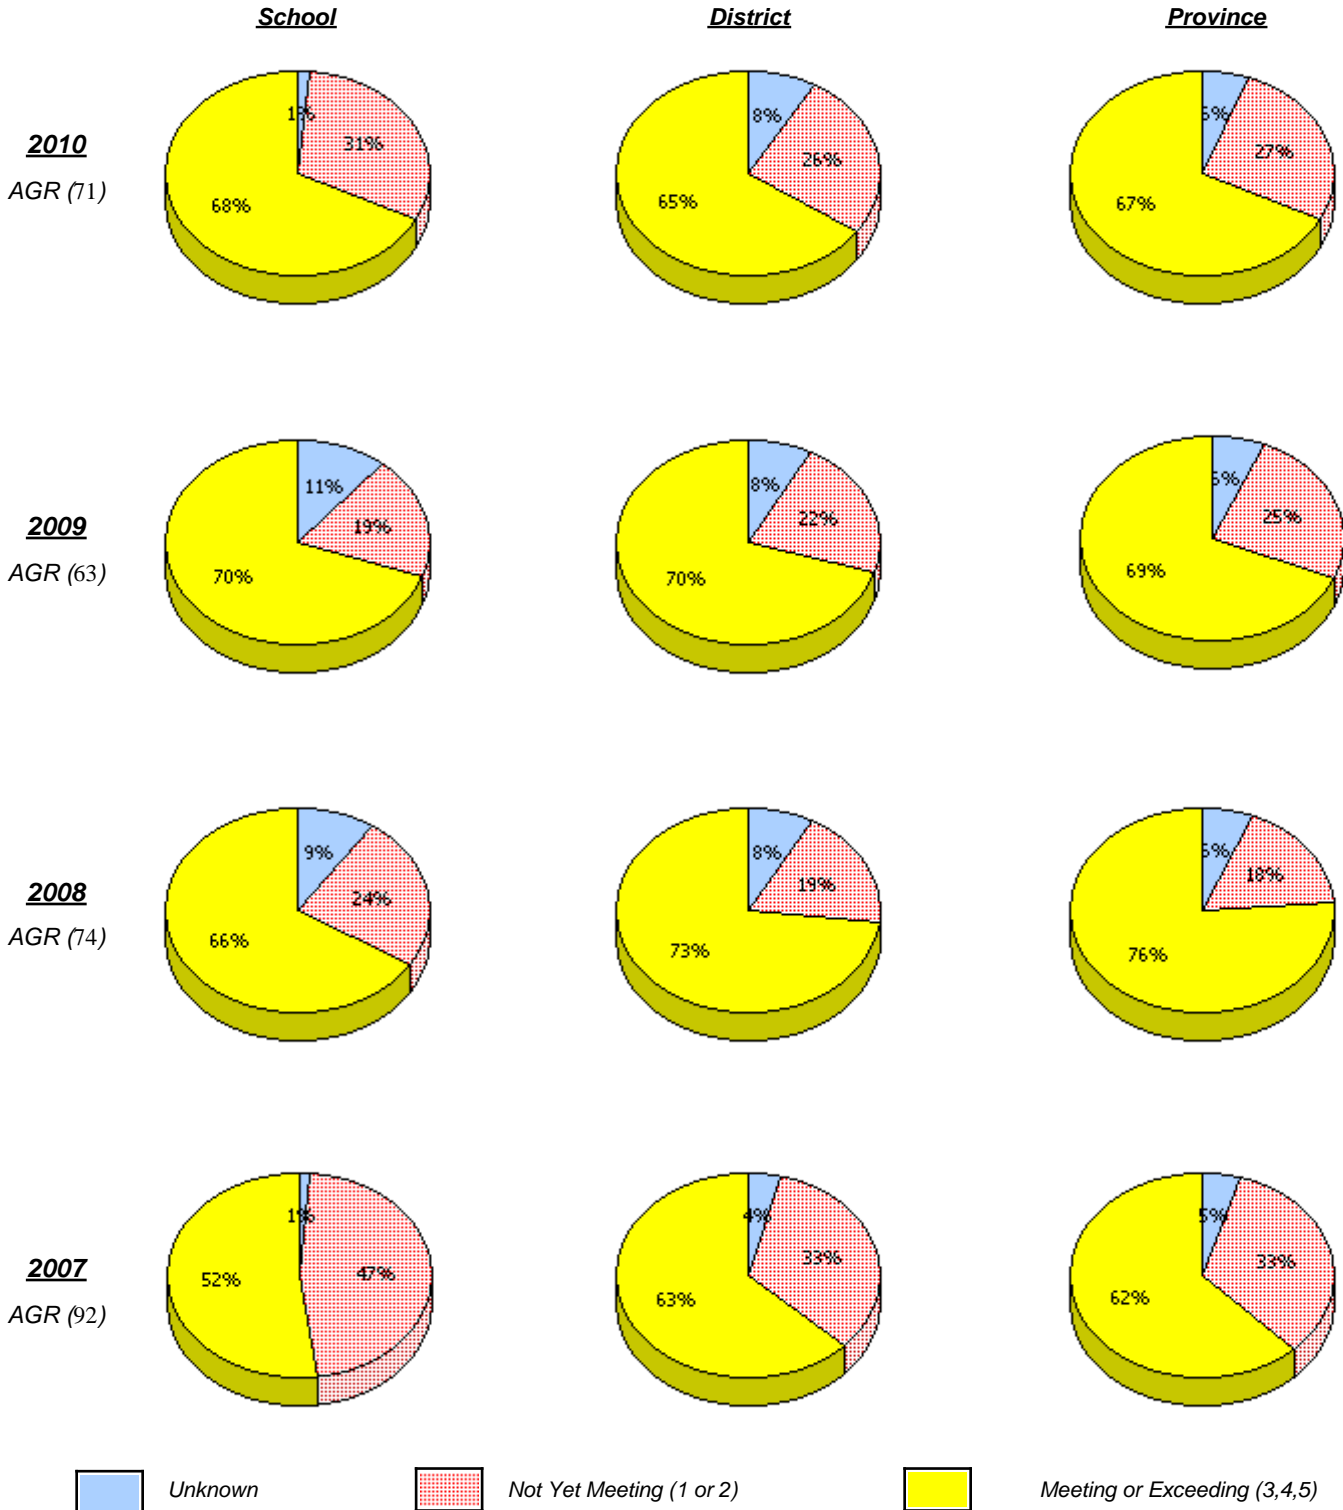 School District Province
2010
AGR (71)
1% 31% 68%
8% 26% 65%
27% 67%
2009
AGR (63)
11% 19% 70%
8% 22% 70%
25% 69%
2008
AGR (74)
9% 24% 66%
8% 19% 73%
18% 76%
2007
AGR (92)
1% 47% 52%
4% 33% 63%
5% 33% 62%
Unknown
Not Yet Meeting (1 or 2)
Meeting or Exceeding (3,4,5)